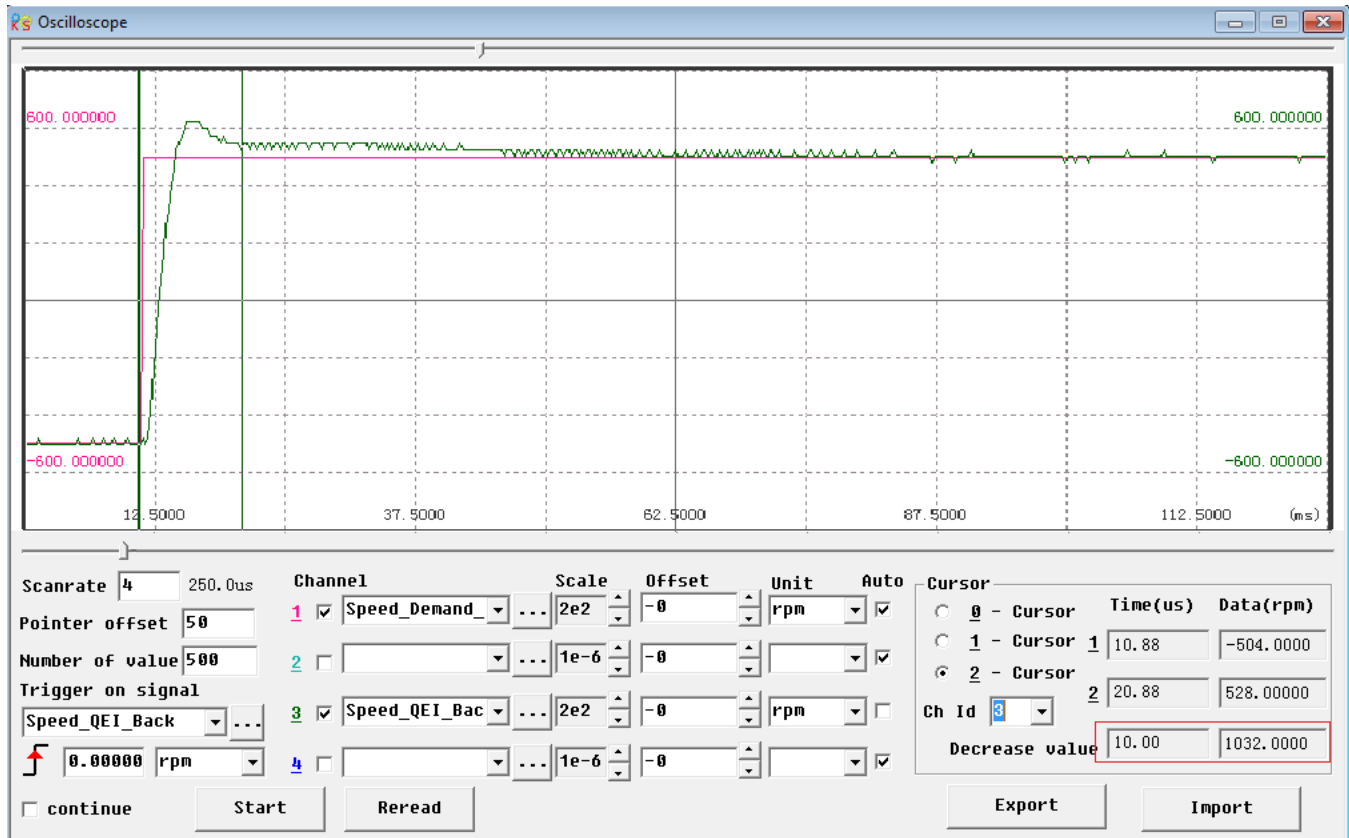 Oscilloscope
600.000000 600.000000
-600.000000 -600.000000
12.5000 37.5000 62.5000 87.5000 112.5000 (ms)
Scanrate 4 250.0us
Pointer offset 50
Number of value 500
Trigger on signal
Speed_QEI_Back ...
0.00000 rpm
continue Start Reread
Channel Scale Offset Unit Auto
1 Speed_Demand_ ... 2e2 -0 rpm
2 ... 1e-6 -0
3 Speed_QEI_Bac ... 2e2 -0 rpm
4 ... 1e-6 -0
Cursor
0 - Cursor Time(us) Data(rpm)
1 - Cursor 1 10.88 -504.0000
2 - Cursor 2 20.88 528.00000
Ch Id 3
Decrease value 10.00 1032.0000
Export Import